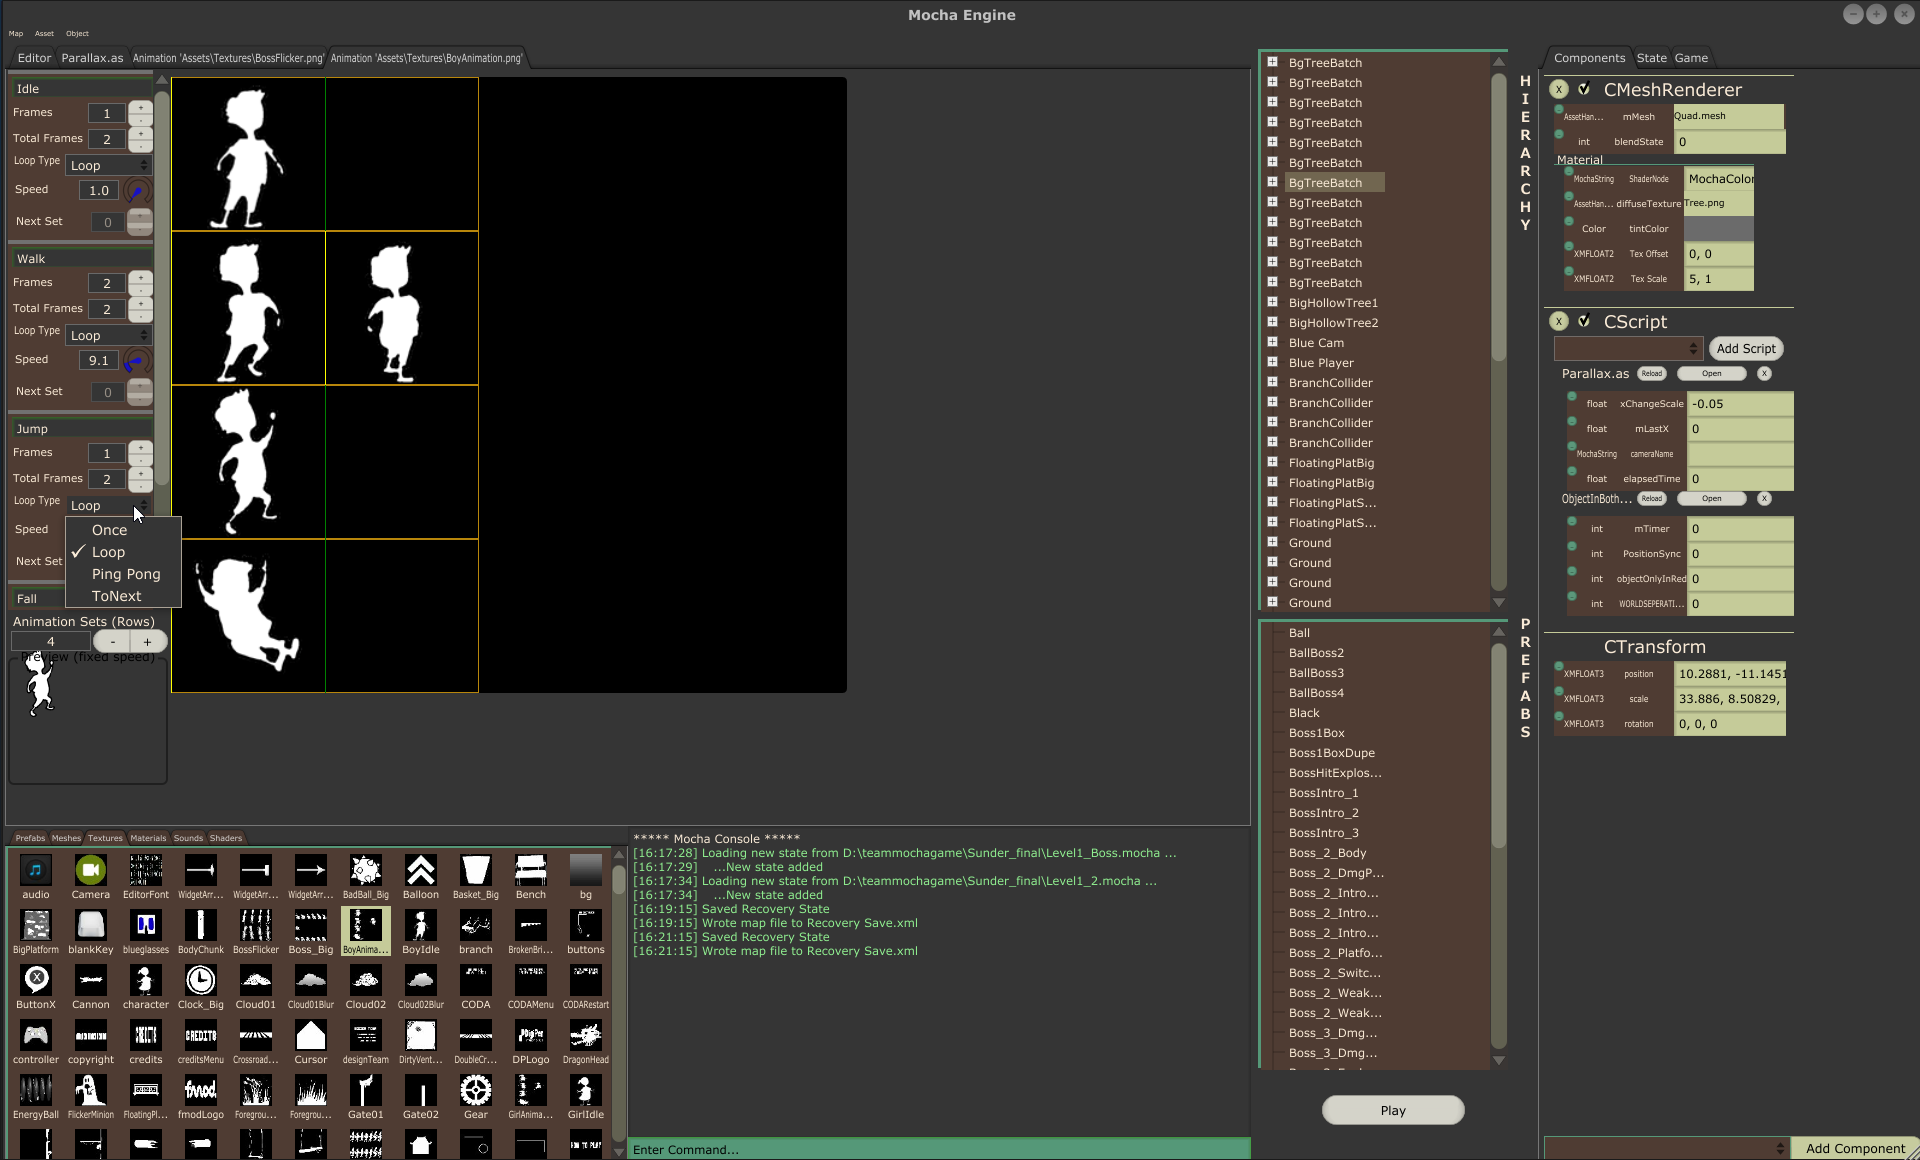 Mocha Engine
Map Asset Object
Editor Parallax.as Animation 'Assets\Textures\BossFlicker.png' Animation 'Assets\Textures\BoyAnimation.png'
Idle
Frames 1
Total Frames 2
Loop Type Loop
Speed 1.0
Next Set 0
Walk
Frames 2
Total Frames 2
Loop Type Loop
Speed 9.1
Next Set 0
Jump
Frames 1
Total Frames 2
Loop Type Loop
Speed
Next Set
Once
Loop
Ping Pong
ToNext
Fall
Animation Sets (Rows)
4 - +
Preview (fixed speed)
Prefabs Meshes Textures Materials Sounds Shaders
audio Camera EditorFont WidgetArr... WidgetArr... WidgetArr... BadBall_Big Balloon Basket_Big Bench bg
BigPlatform blankKey blueglasses BodyChunk BossFlicker Boss_Big BoyAnima... BoyIdle branch BrokenBri... buttons
ButtonX Cannon character Clock_Big Cloud01 Cloud01Blur Cloud02 Cloud02Blur CODA CODAMenu CODARestart
controller copyright credits creditsMenu Crossroad... Cursor designTeam DirtyVent... DoubleCr... DPLogo DragonHead
EnergyBall FlickerMinion FloatingPl... fmodLogo Foregrou... Foregrou... Gate01 Gate02 Gear GirlAnima... GirlIdle
HOW TO PLAY
***** Mocha Console *****
[16:17:28] Loading new state from D:\teammochagame\Sunder_final\Level1_Boss.mocha ...
[16:17:29] ...New state added
[16:17:34] Loading new state from D:\teammochagame\Sunder_final\Level1_2.mocha ...
[16:17:34] ...New state added
[16:19:15] Saved Recovery State
[16:19:15] Wrote map file to Recovery Save.xml
[16:21:15] Saved Recovery State
[16:21:15] Wrote map file to Recovery Save.xml
Enter Command...
HIERARCHY
BgTreeBatch
BgTreeBatch
BgTreeBatch
BgTreeBatch
BgTreeBatch
BgTreeBatch
BgTreeBatch
BgTreeBatch
BgTreeBatch
BgTreeBatch
BgTreeBatch
BgTreeBatch
BigHollowTree1
BigHollowTree2
Blue Cam
Blue Player
BranchCollider
BranchCollider
BranchCollider
BranchCollider
FloatingPlatBig
FloatingPlatBig
FloatingPlatS...
FloatingPlatS...
Ground
Ground
Ground
Ground
PREFABS
Ball
BallBoss2
BallBoss3
BallBoss4
Black
Boss1Box
Boss1BoxDupe
BossHitExplos...
BossIntro_1
BossIntro_2
BossIntro_3
Boss_2_Body
Boss_2_DmgP...
Boss_2_Intro...
Boss_2_Intro...
Boss_2_Intro...
Boss_2_Platfo...
Boss_2_Switc...
Boss_2_Weak...
Boss_2_Weak...
Boss_3_Dmg...
Boss_3_Dmg...
Play
Components State Game
X CMeshRenderer
AssetHan... mMesh Quad.mesh
int blendState 0
Material
MochaString ShaderNode MochaColor
AssetHan... diffuseTexture Tree.png
Color tintColor
XMFLOAT2 Tex Offset 0, 0
XMFLOAT2 Tex Scale 5, 1
X CScript
Add Script
Parallax.as Reload Open X
float xChangeScale -0.05
float mLastX 0
MochaString cameraName
float elapsedTime 0
ObjectInBoth... Reload Open X
int mTimer 0
int PositionSync 0
int objectOnlyInRed 0
int WORLDSEPERATI... 0
CTransform
XMFLOAT3 position 10.2881, -11.1451
XMFLOAT3 scale 33.886, 8.50829,
XMFLOAT3 rotation 0, 0, 0
Add Component